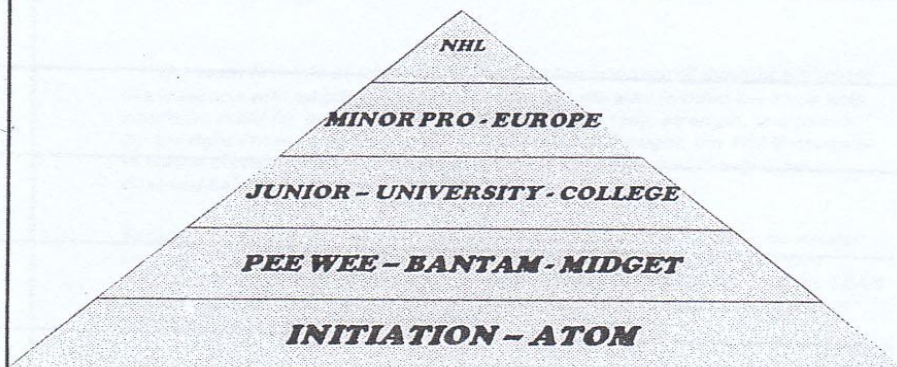 NHL
MINOR PRO - EUROPE
JUNIOR – UNIVERSITY - COLLEGE
PEE WEE – BANTAM - MIDGET
INITIATION – ATOM